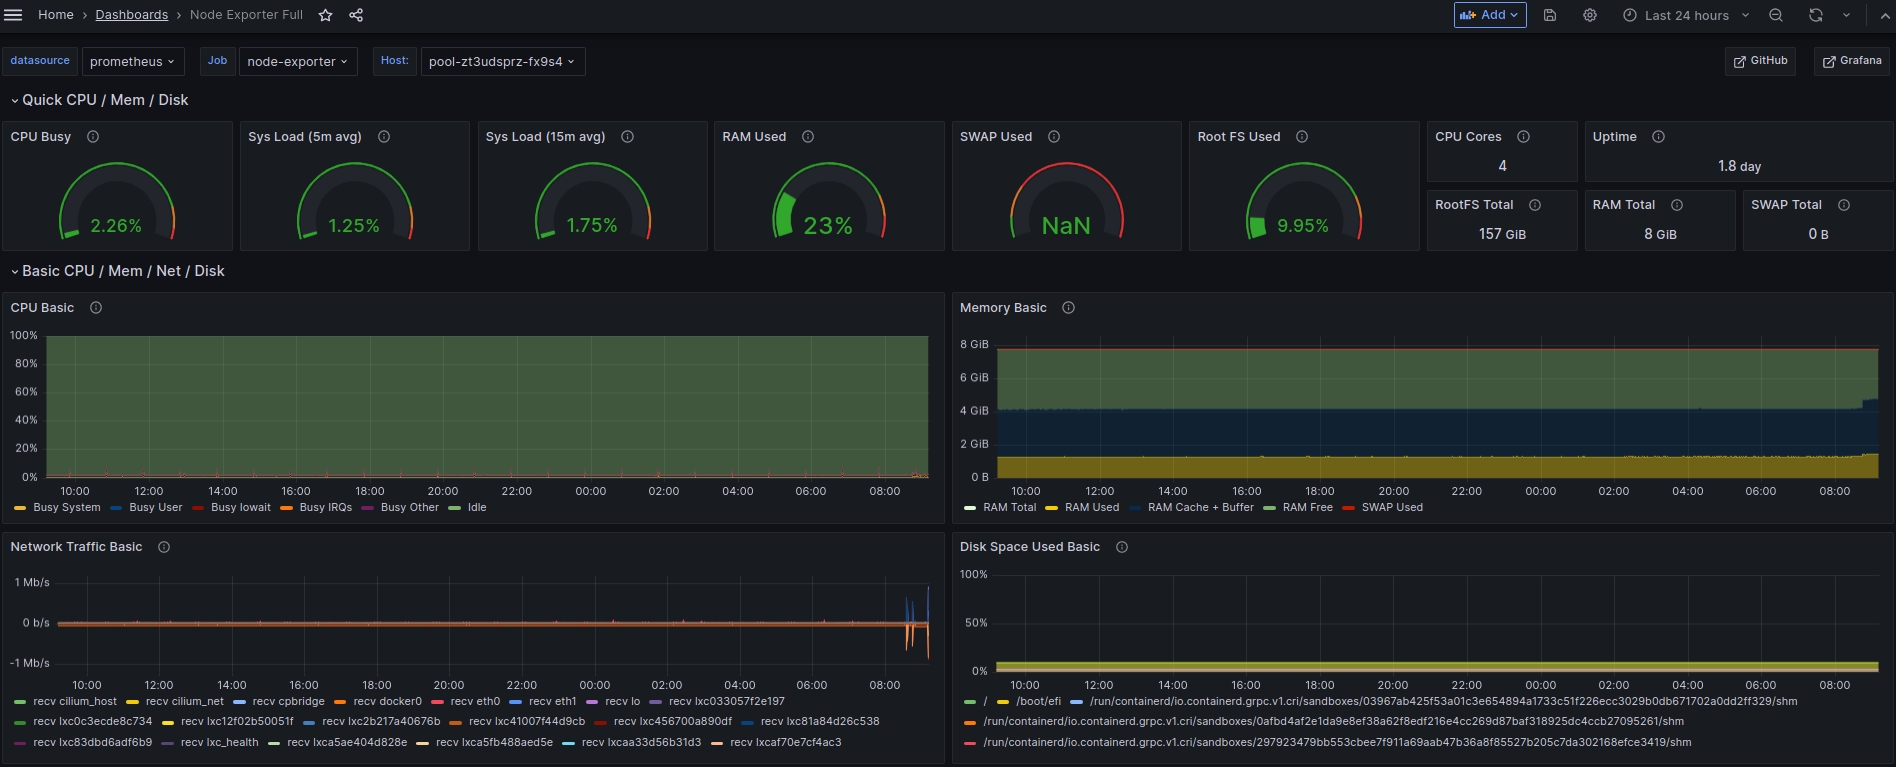 Home › Dashboards › Node Exporter Full Add Last 24 hours
datasource prometheus Job node-exporter Host: pool-zt3udsprz-fx9s4 GitHub Grafana
Quick CPU / Mem / Disk
CPU Busy
2.26%
Sys Load (5m avg)
1.25%
Sys Load (15m avg)
1.75%
RAM Used
23%
SWAP Used
NaN
Root FS Used
9.95%
CPU Cores
4
Uptime
1.8 day
RootFS Total
157 GiB
RAM Total
8 GiB
SWAP Total
0 B
Basic CPU / Mem / Net / Disk
CPU Basic
100%
80%
60%
40%
20%
0%
10:00 12:00 14:00 16:00 18:00 20:00 22:00 00:00 02:00 04:00 06:00 08:00
Busy System Busy User Busy Iowait Busy IRQs Busy Other Idle
Memory Basic
8 GiB
6 GiB
4 GiB
2 GiB
0 B
10:00 12:00 14:00 16:00 18:00 20:00 22:00 00:00 02:00 04:00 06:00 08:00
RAM Total RAM Used RAM Cache + Buffer RAM Free SWAP Used
Network Traffic Basic
1 Mb/s
0 b/s
-1 Mb/s
10:00 12:00 14:00 16:00 18:00 20:00 22:00 00:00 02:00 04:00 06:00 08:00
recv cilium_host recv cilium_net recv cpbridge recv docker0 recv eth0 recv eth1 recv lo recv lxc033057f2e197
recv lxc0c3ecde8c734 recv lxc12f02b50051f recv lxc2b217a40676b recv lxc41007f44d9cb recv lxc456700a890df recv lxc81a84d26c538
recv lxc83dbd6adf6b9 recv lxc_health recv lxca5ae404d828e recv lxca5fb488aed5e recv lxcaa33d56b31d3 recv lxcaf70e7cf4ac3
Disk Space Used Basic
100%
50%
0%
10:00 12:00 14:00 16:00 18:00 20:00 22:00 00:00 02:00 04:00 06:00 08:00
/ /boot/efi /run/containerd/io.containerd.grpc.v1.cri/sandboxes/03967ab425f53a01c3e654894a1733c51f226ecc3029b0db671702a0dd2ff329/shm
/run/containerd/io.containerd.grpc.v1.cri/sandboxes/0afbd4af2e1da9e8ef38a62f8edf216e4cc269d87baf318925dc4ccb27095261/shm
/run/containerd/io.containerd.grpc.v1.cri/sandboxes/297923479bb553cbee7f911a69aab47b36a8f85527b205c7da302168efce3419/shm